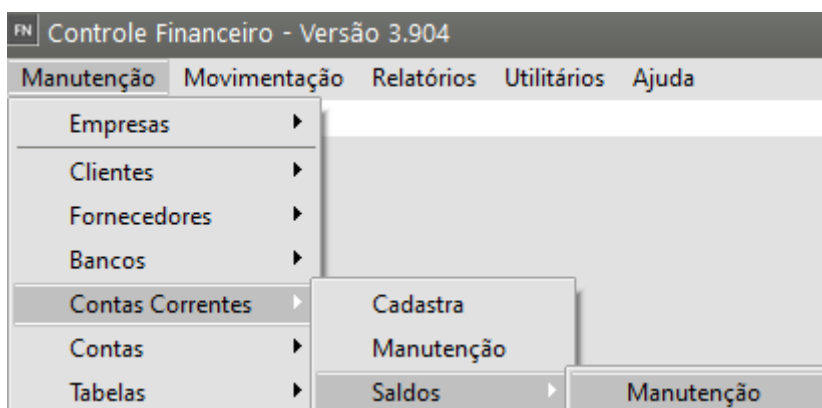 FN Controle Financeiro - Versão 3.904
Manutenção Movimentação Relatórios Utilitários Ajuda
Empresas
Clientes
Fornecedores
Bancos
Contas Correntes Cadastra
Contas Manutenção
Tabelas Saldos Manutenção